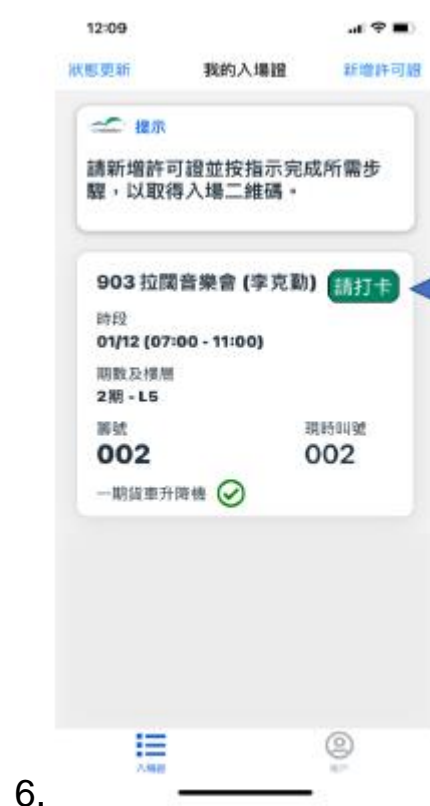 12:09
狀態更新 我的入場證 新增許可證
提示
請新增許可證並按指示完成所需步
驟，以取得入場二維碼。
903 拉闊音樂會 (李克勤) 請打卡
時段
01/12 (07:00 - 11:00)
期數及樓層
2期 - L5
籌號 現時叫號
002 002
一期貨車升降機
入場證
6.